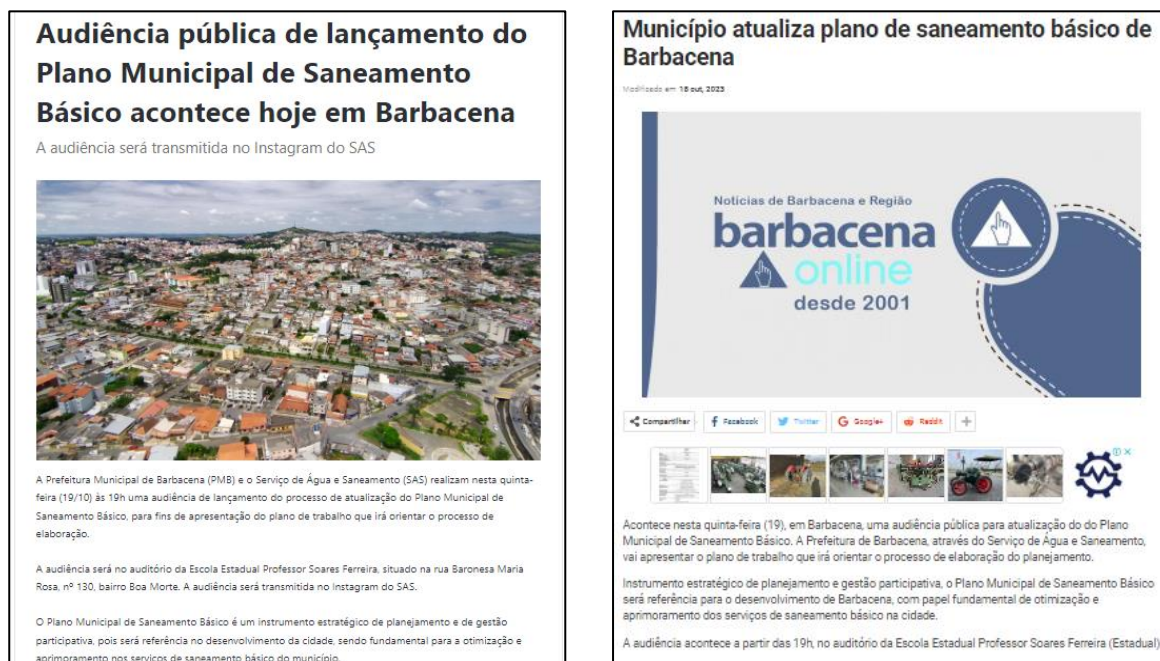 Audiência pública de lançamento do
Plano Municipal de Saneamento
Básico acontece hoje em Barbacena
A audiência será transmitida no Instagram do SAS
A Prefeitura Municipal de Barbacena (PMB) e o Serviço de Água e Saneamento (SAS) realizam nesta quinta-
feira (19/10) às 19h uma audiência de lançamento do processo de atualização do Plano Municipal de
Saneamento Básico, para fins de apresentação do plano de trabalho que irá orientar o processo de
elaboração.
A audiência será no auditório da Escola Estadual Professor Soares Ferreira, situado na rua Baronesa Maria
Rosa, nº 130, bairro Boa Morte. A audiência será transmitida no Instagram do SAS.
O Plano Municipal de Saneamento Básico é um instrumento estratégico de planejamento e de gestão
participativa, pois será referência no desenvolvimento da cidade, sendo fundamental para a otimização e
aprimoramento nos serviços de saneamento básico do município.
Município atualiza plano de saneamento básico de
Barbacena
Modificado em 18 out, 2023
Notícias de Barbacena e Região
barbacena
online
desde 2001
Compartilhar
Facebook
Twitter
Google+
Reddit
Acontece nesta quinta-feira (19), em Barbacena, uma audiência pública para atualização do do Plano
Municipal de Saneamento Básico. A Prefeitura de Barbacena, através do Serviço de Água e Saneamento,
vai apresentar o plano de trabalho que irá orientar o processo de elaboração do planejamento.
Instrumento estratégico de planejamento e gestão participativa, o Plano Municipal de Saneamento Básico
será referência para o desenvolvimento de Barbacena, com papel fundamental de otimização e
aprimoramento dos serviços de saneamento básico na cidade.
A audiência acontece a partir das 19h, no auditório da Escola Estadual Professor Soares Ferreira (Estadual)